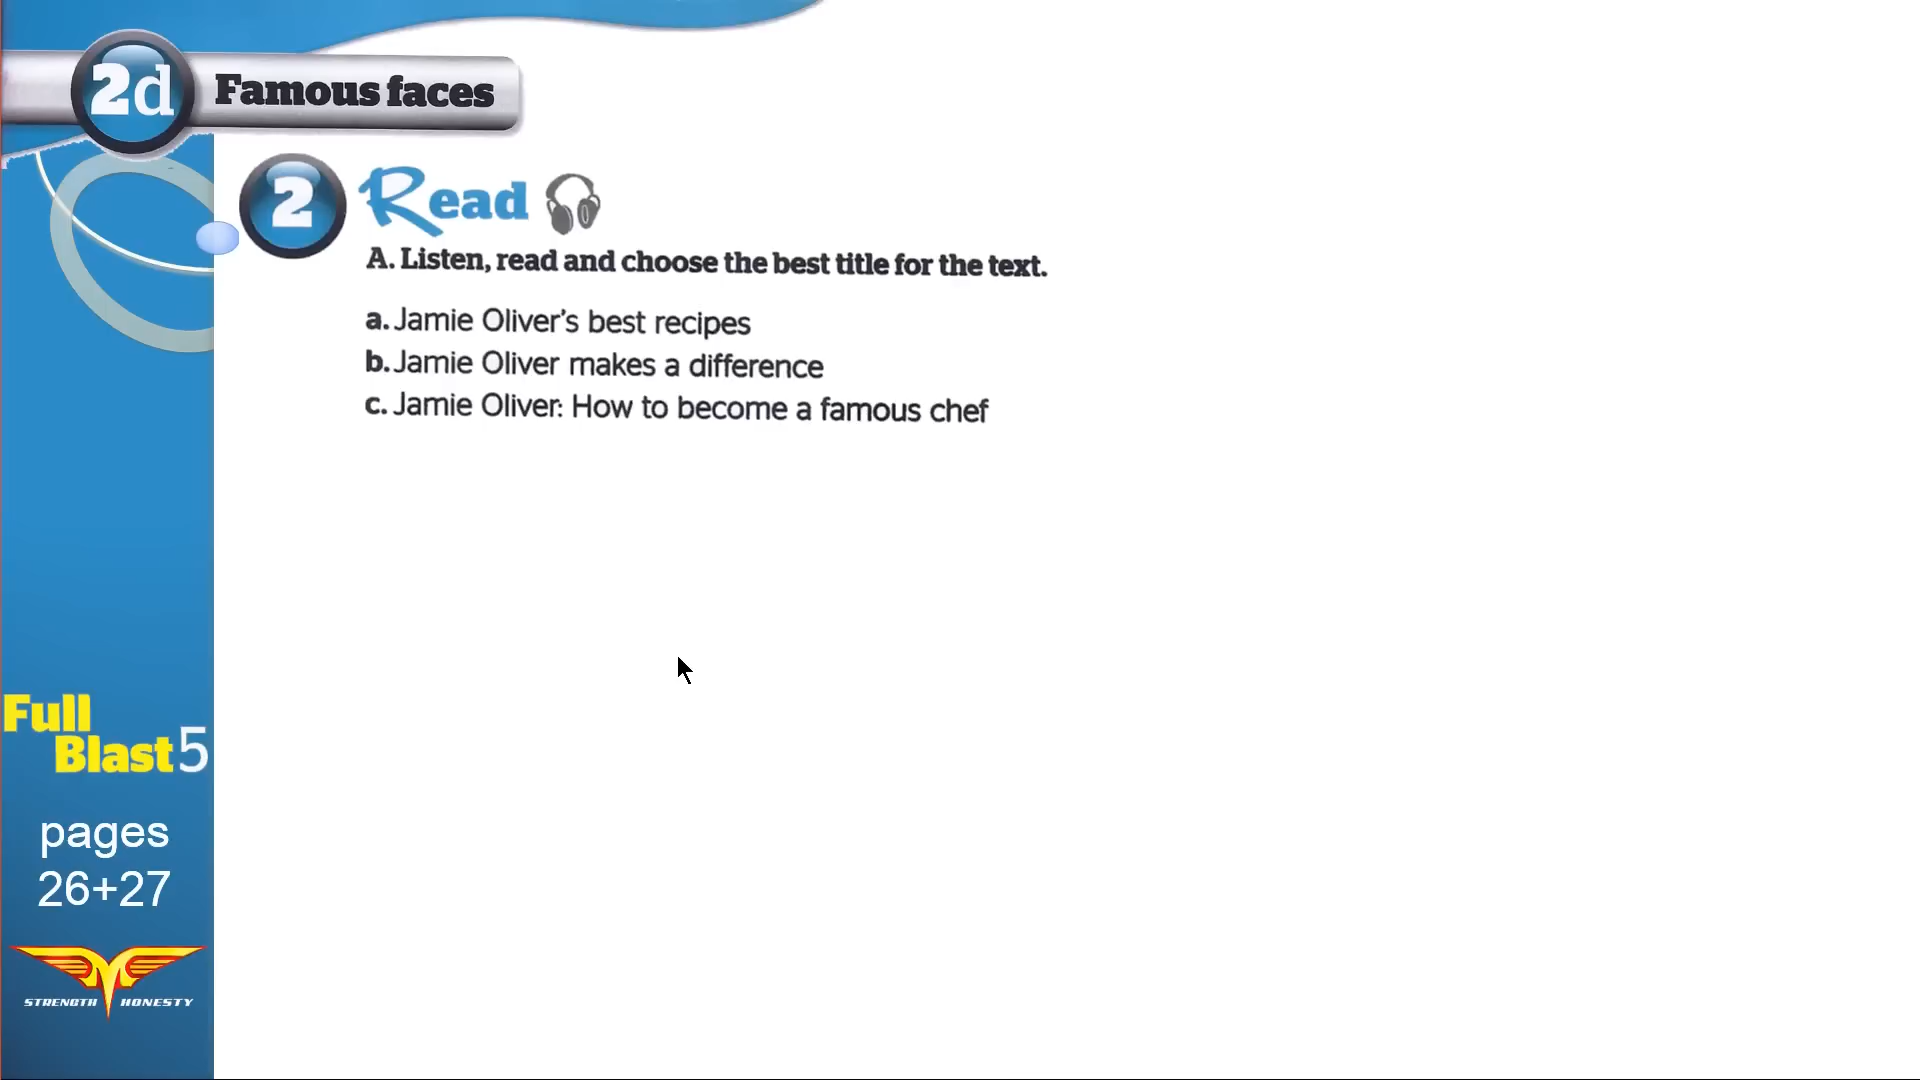 2d Famous faces
2 Read
A. Listen, read and choose the best title for the text.
a. Jamie Oliver's best recipes
b. Jamie Oliver makes a difference
c. Jamie Oliver: How to become a famous chef
Full
Blast 5
pages
26+27
STRENGTH HONESTY